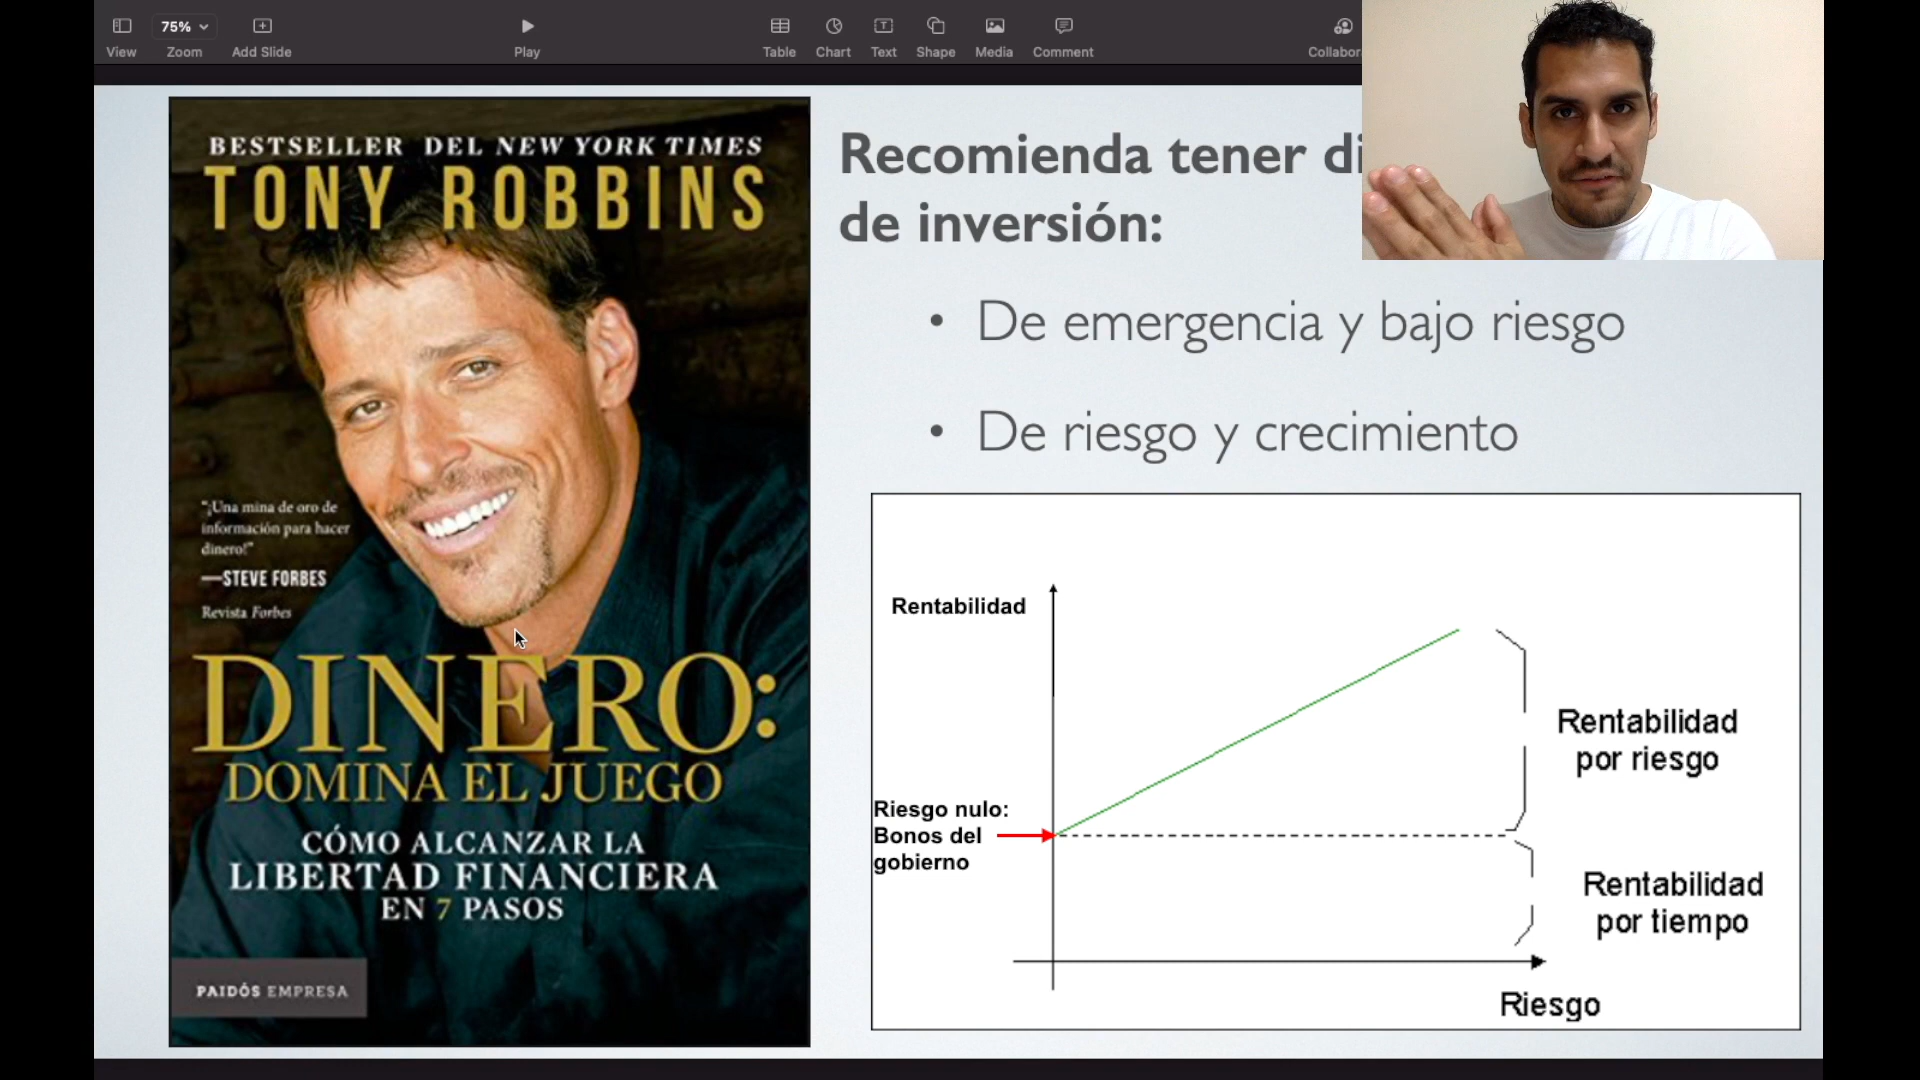 75%
View
Zoom
Add Slide
Play
Table
Chart
Text
Shape
Media
Comment
Collabor
BESTSELLER DEL NEW YORK TIMES
TONY ROBBINS
"¡Una mina de oro de
información para hacer
dinero!"
—STEVE FORBES
Revista Forbes
DINERO:
DOMINA EL JUEGO
CÓMO ALCANZAR LA
LIBERTAD FINANCIERA
EN 7 PASOS
PAIDÓS EMPRESA
Recomienda tener di
de inversión:
• De emergencia y bajo riesgo
• De riesgo y crecimiento
Rentabilidad
Riesgo nulo:
Bonos del
gobierno
Rentabilidad
por riesgo
Rentabilidad
por tiempo
Riesgo